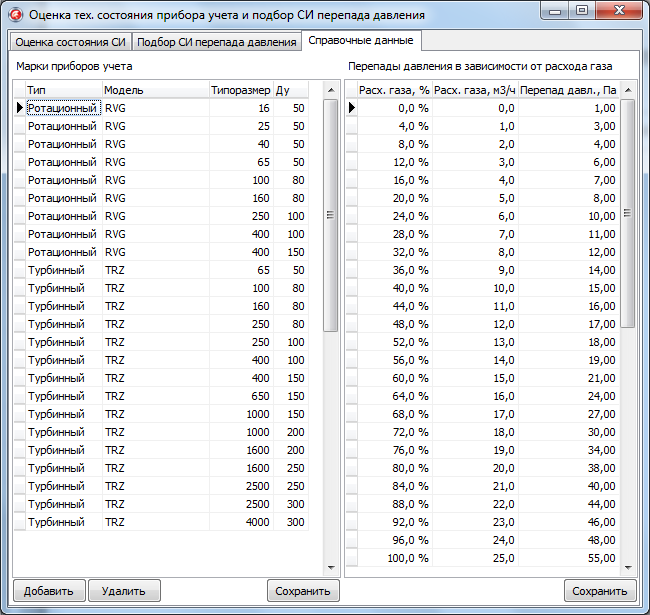 Оценка тех. состояния прибора учета и подбор СИ перепада давления
Оценка состояния СИ Подбор СИ перепада давления Справочные данные
Марки приборов учета
Тип Модель Типоразмер Ду
Ротационный RVG 16 50
Ротационный RVG 25 50
Ротационный RVG 40 50
Ротационный RVG 65 50
Ротационный RVG 100 80
Ротационный RVG 160 80
Ротационный RVG 250 100
Ротационный RVG 400 100
Ротационный RVG 400 150
Турбинный TRZ 65 50
Турбинный TRZ 100 80
Турбинный TRZ 160 80
Турбинный TRZ 250 80
Турбинный TRZ 250 100
Турбинный TRZ 400 100
Турбинный TRZ 400 150
Турбинный TRZ 650 150
Турбинный TRZ 1000 150
Турбинный TRZ 1000 200
Турбинный TRZ 1600 200
Турбинный TRZ 1600 250
Турбинный TRZ 2500 250
Турбинный TRZ 2500 300
Турбинный TRZ 4000 300
Добавить Удалить Сохранить
Перепады давления в зависимости от расхода газа
Расх. газа, % Расх. газа, м3/ч Перепад давл., Па
0,0 % 0,0 1,00
4,0 % 1,0 3,00
8,0 % 2,0 4,00
12,0 % 3,0 6,00
16,0 % 4,0 7,00
20,0 % 5,0 8,00
24,0 % 6,0 10,00
28,0 % 7,0 11,00
32,0 % 8,0 12,00
36,0 % 9,0 14,00
40,0 % 10,0 15,00
44,0 % 11,0 16,00
48,0 % 12,0 17,00
52,0 % 13,0 18,00
56,0 % 14,0 19,00
60,0 % 15,0 21,00
64,0 % 16,0 24,00
68,0 % 17,0 27,00
72,0 % 18,0 30,00
76,0 % 19,0 34,00
80,0 % 20,0 38,00
84,0 % 21,0 40,00
88,0 % 22,0 44,00
92,0 % 23,0 46,00
96,0 % 24,0 48,00
100,0 % 25,0 55,00
Сохранить